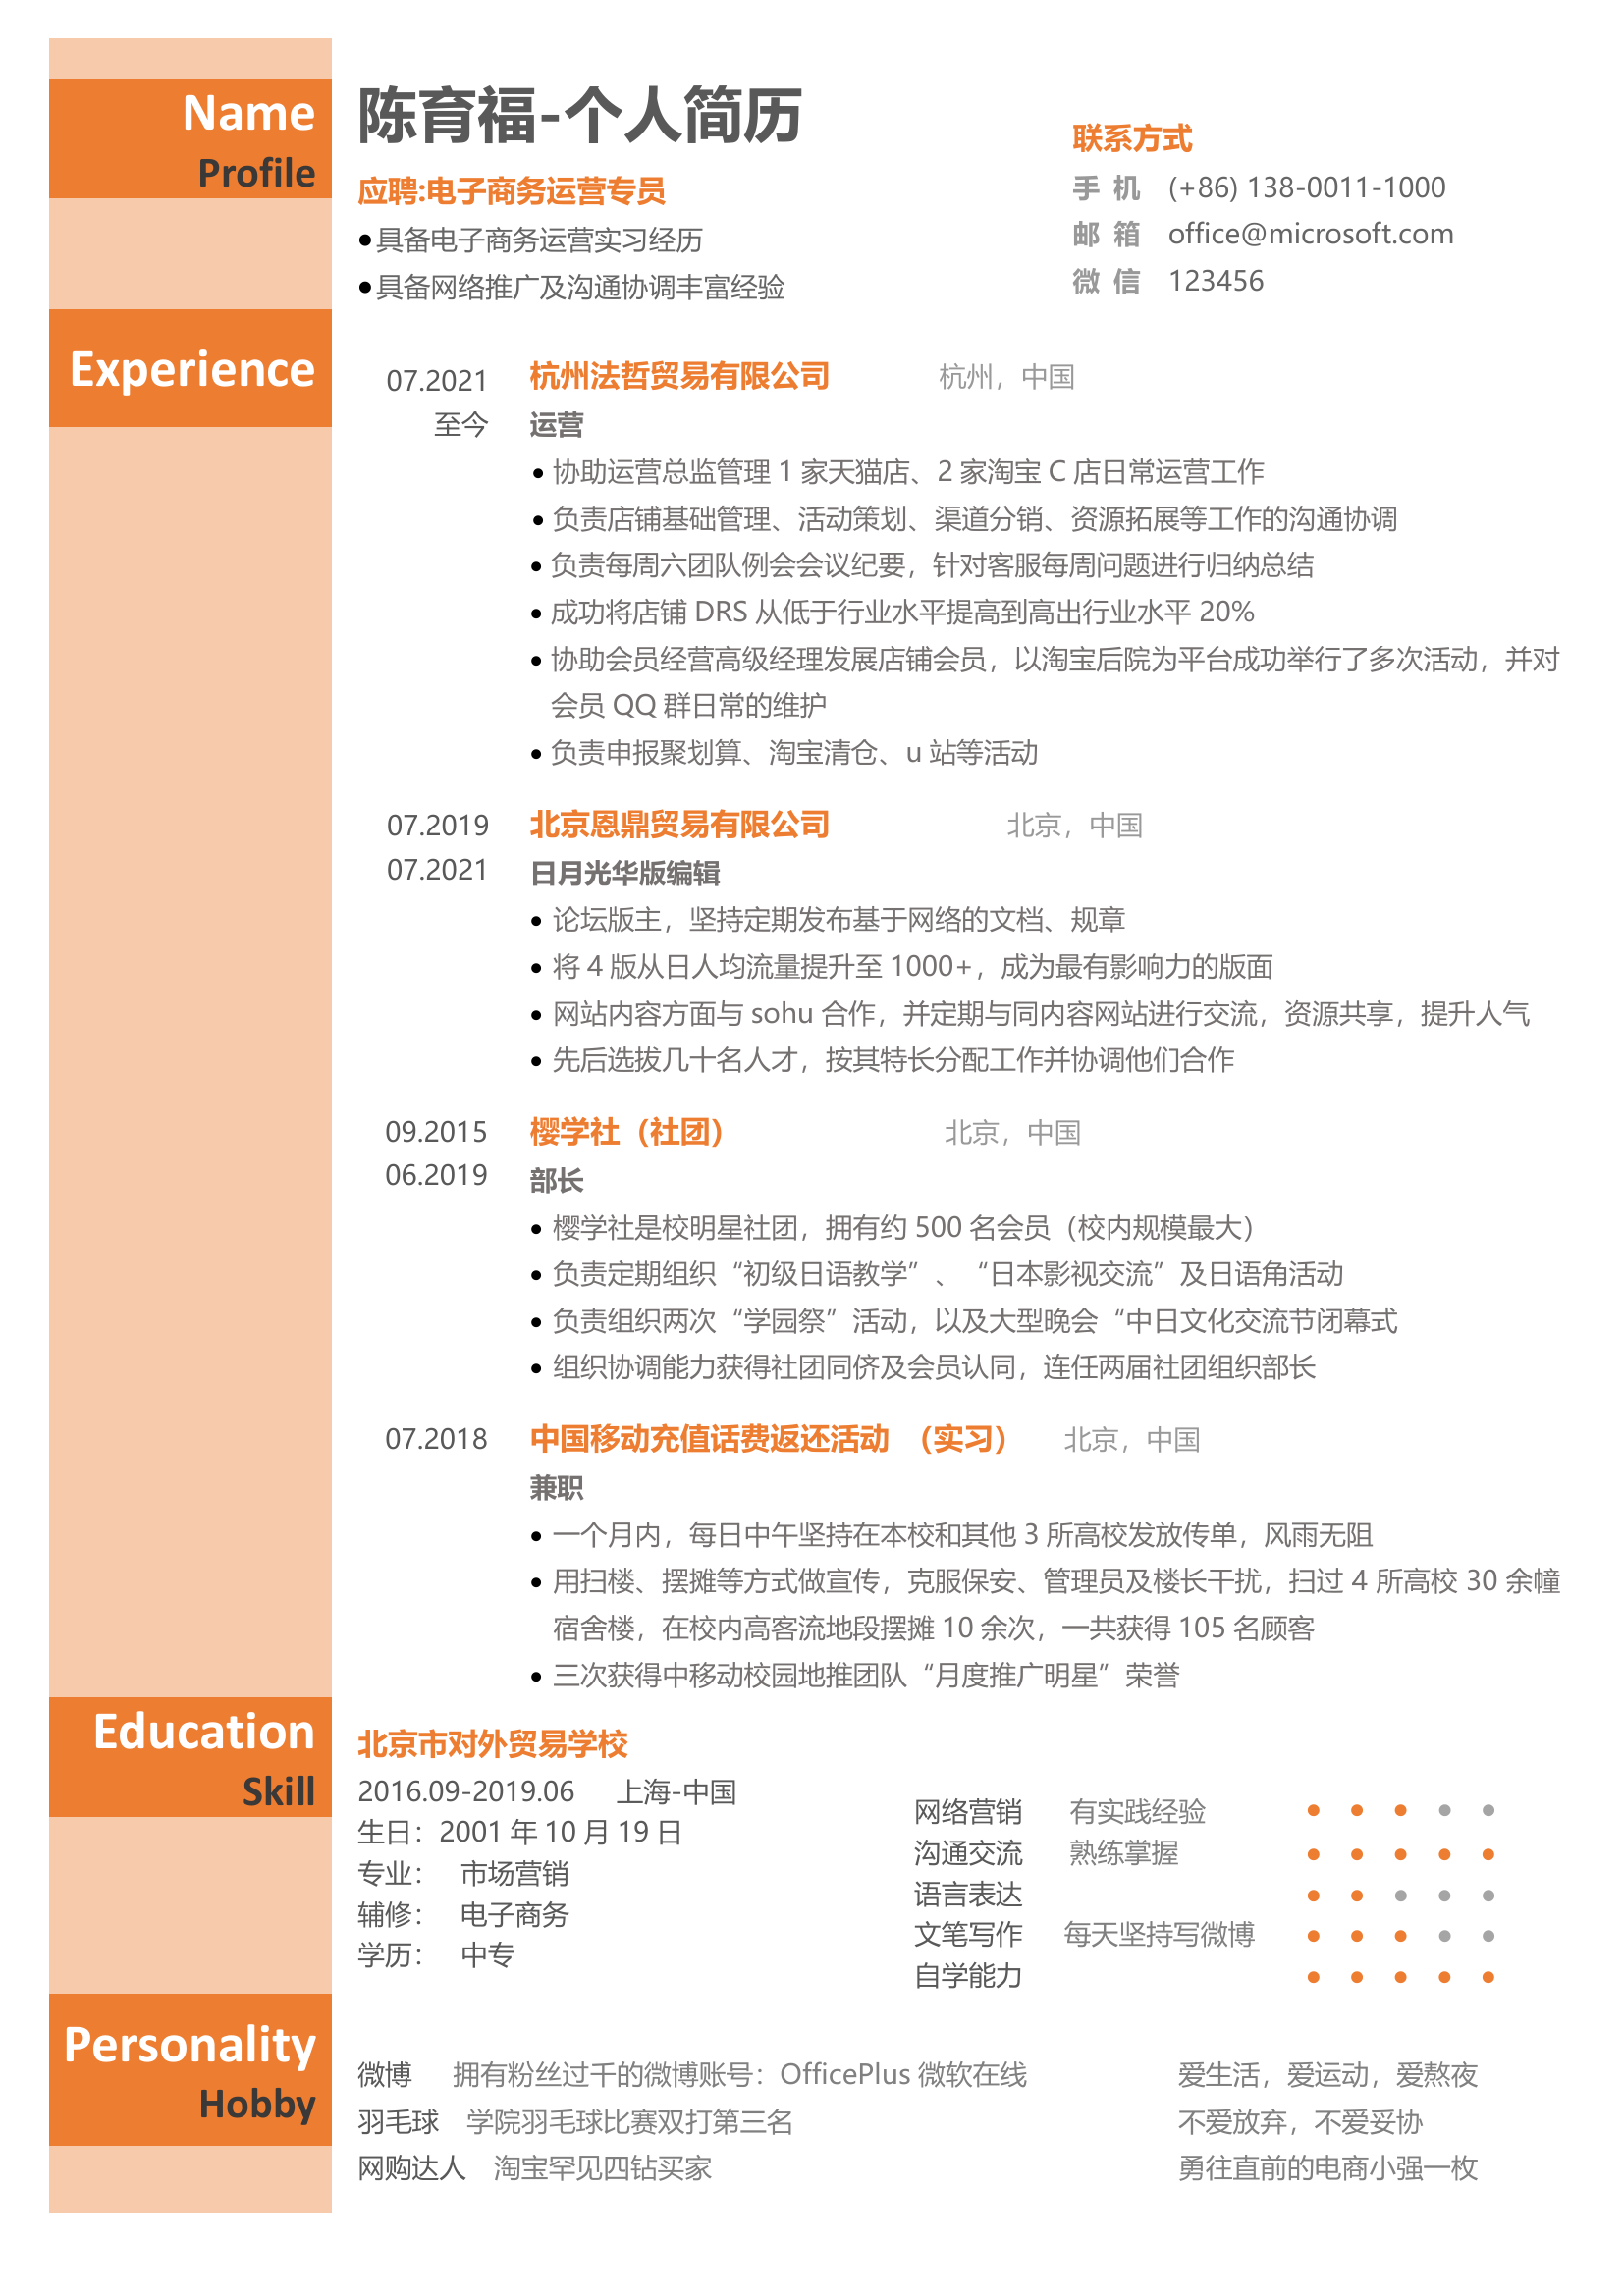 Name
Profile
陈育福-个人简历
应聘:电子商务运营专员
●具备电子商务运营实习经历
●具备网络推广及沟通协调丰富经验
联系方式
手 机 (+86) 138-0011-1000
邮 箱 office@microsoft.com
微 信 123456
Experience
07.2021 杭州法哲贸易有限公司 杭州，中国
至今 运营
● 协助运营总监管理 1 家天猫店、2 家淘宝 C 店日常运营工作
● 负责店铺基础管理、活动策划、渠道分销、资源拓展等工作的沟通协调
● 负责每周六团队例会会议纪要，针对客服每周问题进行归纳总结
● 成功将店铺 DRS 从低于行业水平提高到高出行业水平 20%
● 协助会员经营高级经理发展店铺会员，以淘宝后院为平台成功举行了多次活动，并对
会员 QQ 群日常的维护
● 负责申报聚划算、淘宝清仓、u 站等活动
07.2019 北京恩鼎贸易有限公司 北京，中国
07.2021 日月光华版编辑
● 论坛版主，坚持定期发布基于网络的文档、规章
● 将 4 版从日人均流量提升至 1000+，成为最有影响力的版面
● 网站内容方面与 sohu 合作，并定期与同内容网站进行交流，资源共享，提升人气
● 先后选拔几十名人才，按其特长分配工作并协调他们合作
09.2015 樱学社（社团） 北京，中国
06.2019 部长
● 樱学社是校明星社团，拥有约 500 名会员（校内规模最大）
● 负责定期组织“初级日语教学”、“日本影视交流”及日语角活动
● 负责组织两次“学园祭”活动，以及大型晚会“中日文化交流节闭幕式
● 组织协调能力获得社团同侪及会员认同，连任两届社团组织部长
07.2018 中国移动充值话费返还活动 （实习） 北京，中国
兼职
● 一个月内，每日中午坚持在本校和其他 3 所高校发放传单，风雨无阻
● 用扫楼、摆摊等方式做宣传，克服保安、管理员及楼长干扰，扫过 4 所高校 30 余幢
宿舍楼，在校内高客流地段摆摊 10 余次，一共获得 105 名顾客
● 三次获得中移动校园地推团队“月度推广明星”荣誉
Education
Skill
北京市对外贸易学校
2016.09-2019.06 上海-中国
生日：2001 年 10 月 19 日
专业： 市场营销
辅修： 电子商务
学历： 中专
网络营销 有实践经验
沟通交流 熟练掌握
语言表达
文笔写作 每天坚持写微博
自学能力
Personality
Hobby
微博 拥有粉丝过千的微博账号：OfficePlus 微软在线
羽毛球 学院羽毛球比赛双打第三名
网购达人 淘宝罕见四钻买家
爱生活，爱运动，爱熬夜
不爱放弃，不爱妥协
勇往直前的电商小强一枚